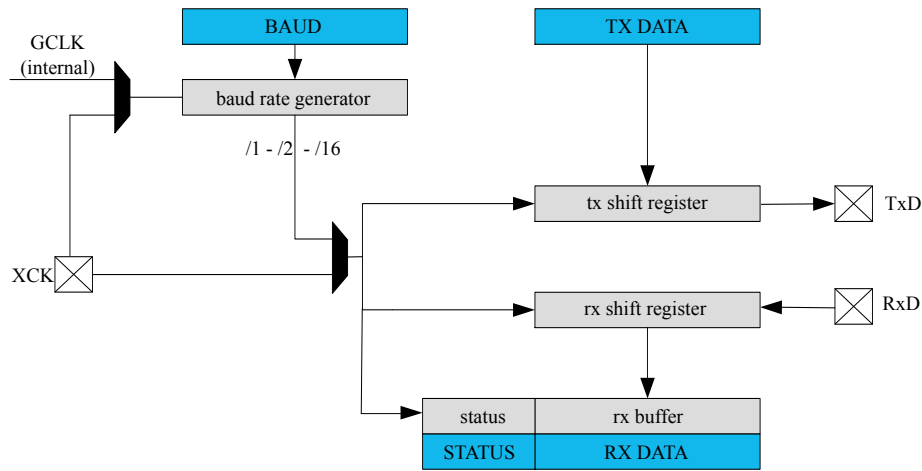 BAUD
TX DATA
GCLK
(internal)
baud rate generator
/1 - /2 - /16
tx shift register
TxD
XCK
rx shift register
RxD
status
rx buffer
STATUS
RX DATA